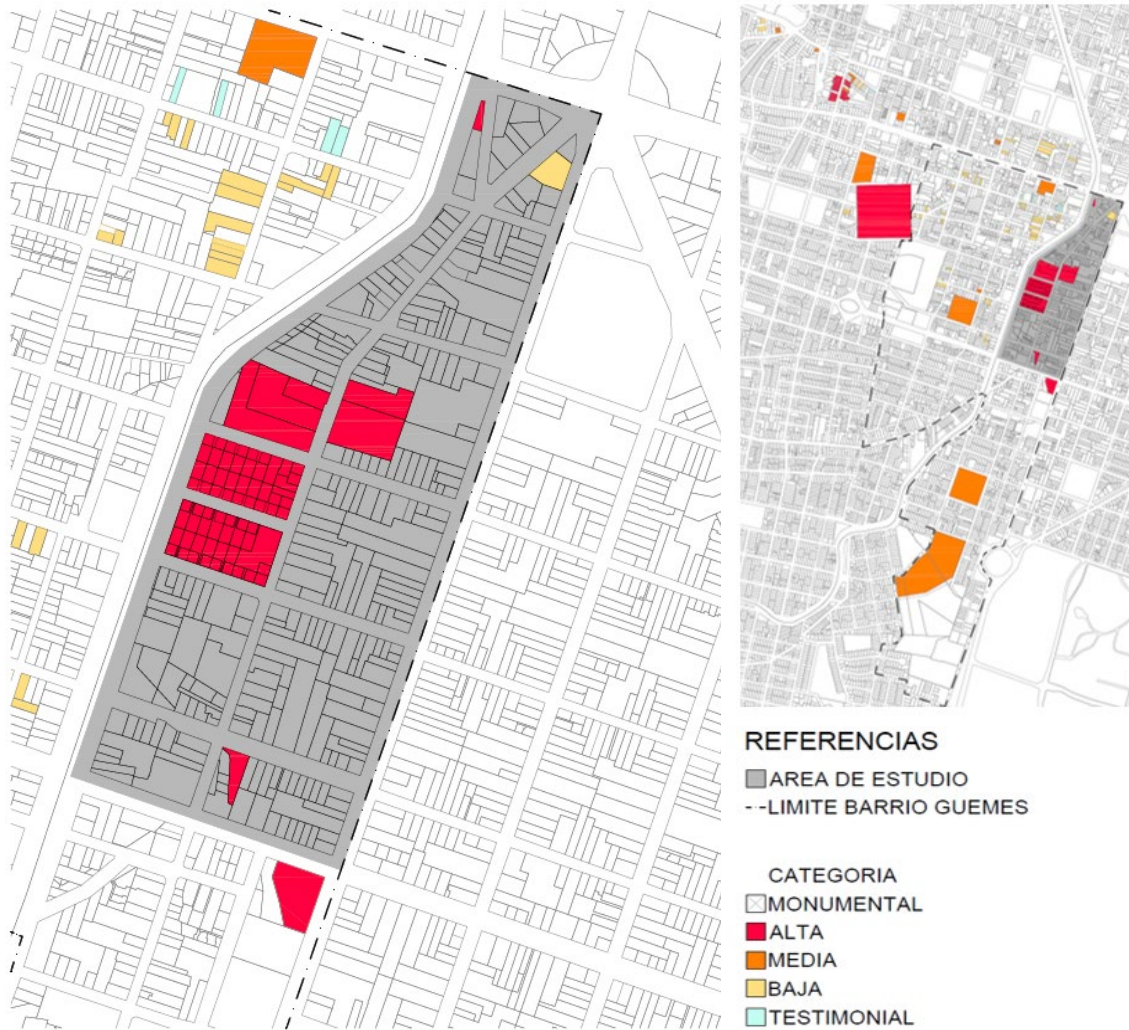 REFERENCIAS
AREA DE ESTUDIO
LIMITE BARRIO GUEMES
CATEGORIA
MONUMENTAL
ALTA
MEDIA
BAJA
TESTIMONIAL